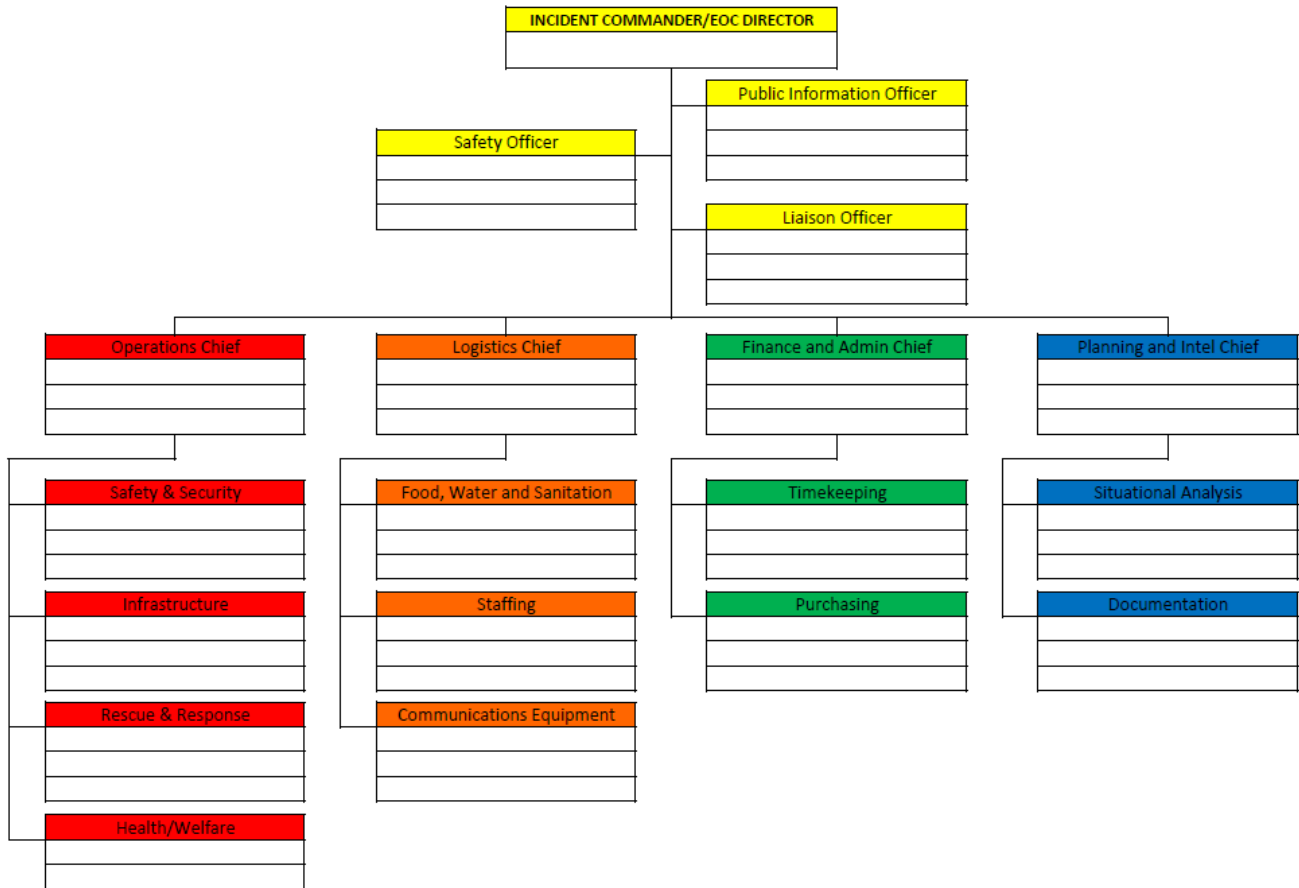 INCIDENT COMMANDER/EOC DIRECTOR
Public Information Officer
Safety Officer
Liaison Officer
Operations Chief
Logistics Chief
Finance and Admin Chief
Planning and Intel Chief
Safety & Security
Food, Water and Sanitation
Timekeeping
Situational Analysis
Infrastructure
Staffing
Purchasing
Documentation
Rescue & Response
Communications Equipment
Health/Welfare